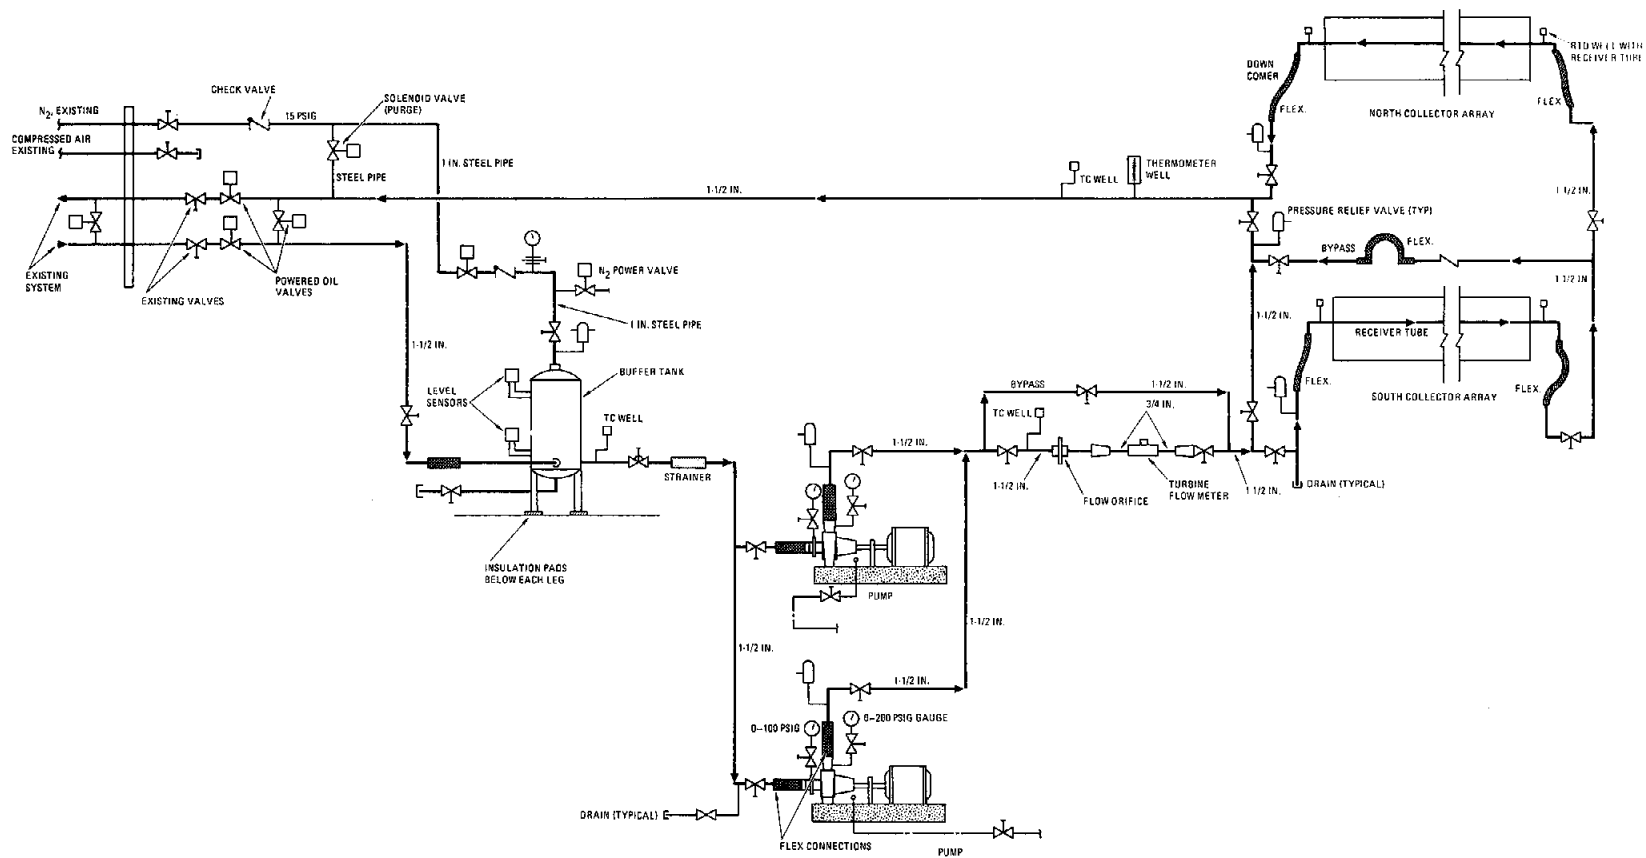 RTD WELL WITH
RECEIVER TUBE
DOWN
COMER
FLEX.
FLEX
NORTH COLLECTOR ARRAY
CHECK VALVE
SOLENOID VALVE
(PURGE)
N₂, EXISTING
15 PSIG
COMPRESSED AIR
EXISTING
1 IN. STEEL PIPE
STEEL PIPE
1-1/2 IN.
TC WELL
THERMOMETER
WELL
1-1/2 IN.
PRESSURE RELIEF VALVE (TYP)
BYPASS
FLEX.
EXISTING
SYSTEM
EXISTING VALVES
POWERED OIL
VALVES
N₂ POWER VALVE
1-1/2 IN
1 IN. STEEL PIPE
1-1/2 IN.
RECEIVER TUBE
1-1/2 IN.
BUFFER TANK
LEVEL
SENSORS
FLEX.
FLEX
SOUTH COLLECTOR ARRAY
BYPASS
1-1/2 IN.
3/4 IN.
TC WELL
TC WELL
1-1/2 IN.
STRAINER
1-1/2 IN.
FLOW ORIFICE
TURBINE
FLOW METER
1 1/2 IN.
DRAIN (TYPICAL)
INSULATION PADS
BELOW EACH LEG
PUMP
1-1/2 IN.
1-1/2 IN.
1-1/2 IN.
0-100 PSIG
0-200 PSIG GAUGE
DRAIN (TYPICAL)
FLEX CONNECTIONS
PUMP